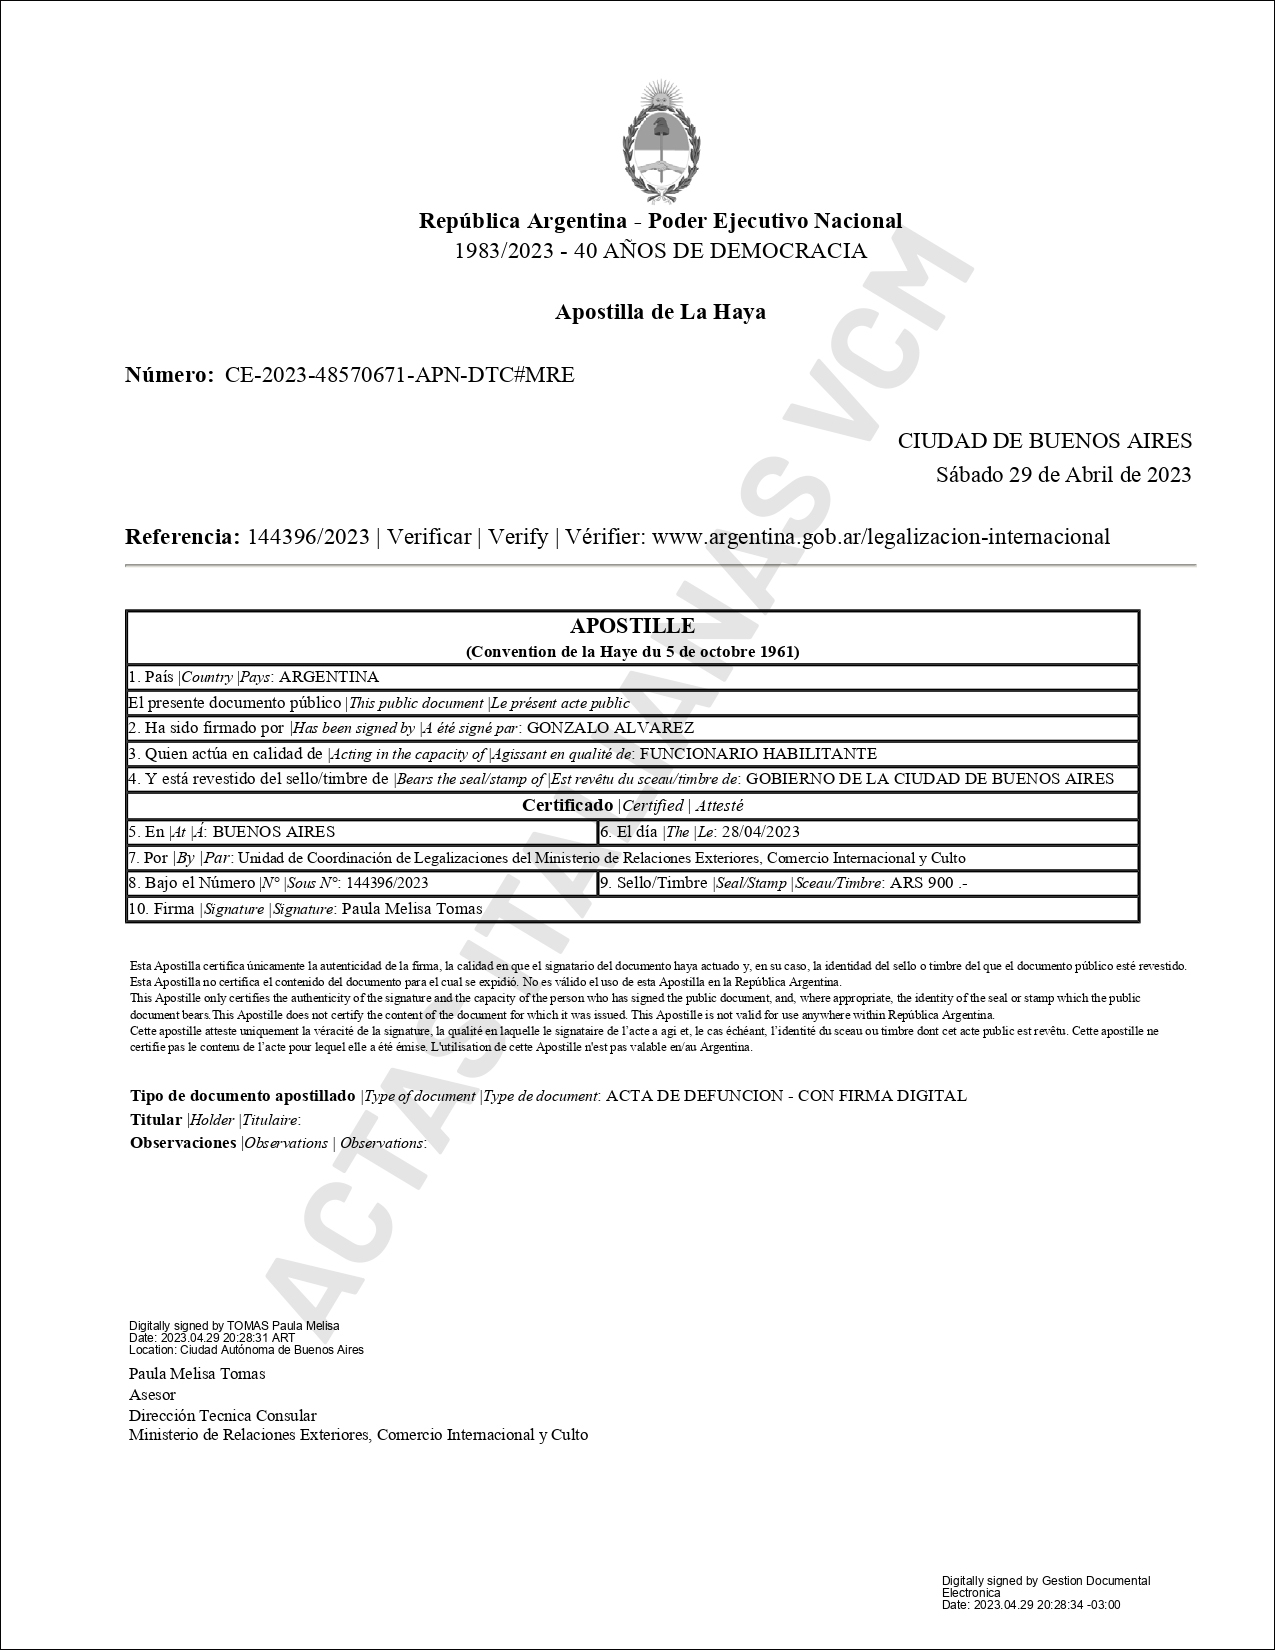 República Argentina - Poder Ejecutivo Nacional
1983/2023 - 40 AÑOS DE DEMOCRACIA
Apostilla de La Haya
Número: CE-2023-48570671-APN-DTC#MRE
CIUDAD DE BUENOS AIRES
Sábado 29 de Abril de 2023
Referencia: 144396/2023 | Verificar | Verify | Vérifier: www.argentina.gob.ar/legalizacion-internacional
APOSTILLE
(Convention de la Haye du 5 de octobre 1961)
1. País |Country |Pays: ARGENTINA
El presente documento público |This public document |Le présent acte public
2. Ha sido firmado por |Has been signed by |A été signé par: GONZALO ALVAREZ
3. Quien actúa en calidad de |Acting in the capacity of |Agissant en qualité de: FUNCIONARIO HABILITANTE
4. Y está revestido del sello/timbre de |Bears the seal/stamp of |Est revêtu du sceau/timbre de: GOBIERNO DE LA CIUDAD DE BUENOS AIRES
Certificado |Certified | Attesté
5. En |At |Á: BUENOS AIRES
6. El día |The |Le: 28/04/2023
7. Por |By |Par: Unidad de Coordinación de Legalizaciones del Ministerio de Relaciones Exteriores, Comercio Internacional y Culto
8. Bajo el Número |N° |Sous N°: 144396/2023
9. Sello/Timbre |Seal/Stamp |Sceau/Timbre: ARS 900 .-
10. Firma |Signature |Signature: Paula Melisa Tomas
Esta Apostilla certifica únicamente la autenticidad de la firma, la calidad en que el signatario del documento haya actuado y, en su caso, la identidad del sello o timbre del que el documento público esté revestido.
Esta Apostilla no certifica el contenido del documento para el cual se expidió. No es válido el uso de esta Apostilla en la República Argentina.
This Apostille only certifies the authenticity of the signature and the capacity of the person who has signed the public document, and, where appropriate, the identity of the seal or stamp which the public
document bears.This Apostille does not certify the content of the document for which it was issued. This Apostille is not valid for use anywhere within República Argentina.
Cette apostille atteste uniquement la véracité de la signature, la qualité en laquelle le signataire de l'acte a agi et, le cas échéant, l'identité du sceau ou timbre dont cet acte public est revêtu. Cette apostille ne
certifie pas le contenu de l'acte pour lequel elle a été émise. L'utilisation de cette Apostille n'est pas valable en/au Argentina.
Tipo de documento apostillado |Type of document |Type de document: ACTA DE DEFUNCION - CON FIRMA DIGITAL
Titular |Holder |Titulaire:
Observaciones |Observations | Observations:
ACTAS ITALIANAS VCM
Digitally signed by TOMAS Paula Melisa
Date: 2023.04.29 20:28:31 ART
Location: Ciudad Autónoma de Buenos Aires
Paula Melisa Tomas
Asesor
Dirección Tecnica Consular
Ministerio de Relaciones Exteriores, Comercio Internacional y Culto
Digitally signed by Gestion Documental
Electronica
Date: 2023.04.29 20:28:34 -03:00